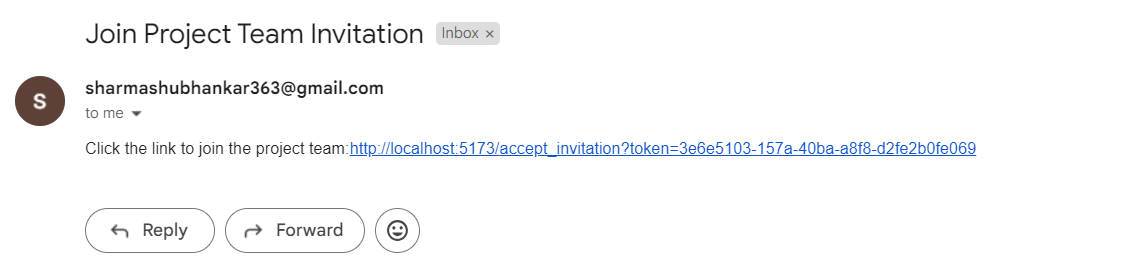 Join Project Team Invitation Inbox ×
S
sharmashubhankar363@gmail.com
to me
Click the link to join the project team:http://localhost:5173/accept_invitation?token=3e6e5103-157a-40ba-a8f8-d2fe2b0fe069
Reply Forward